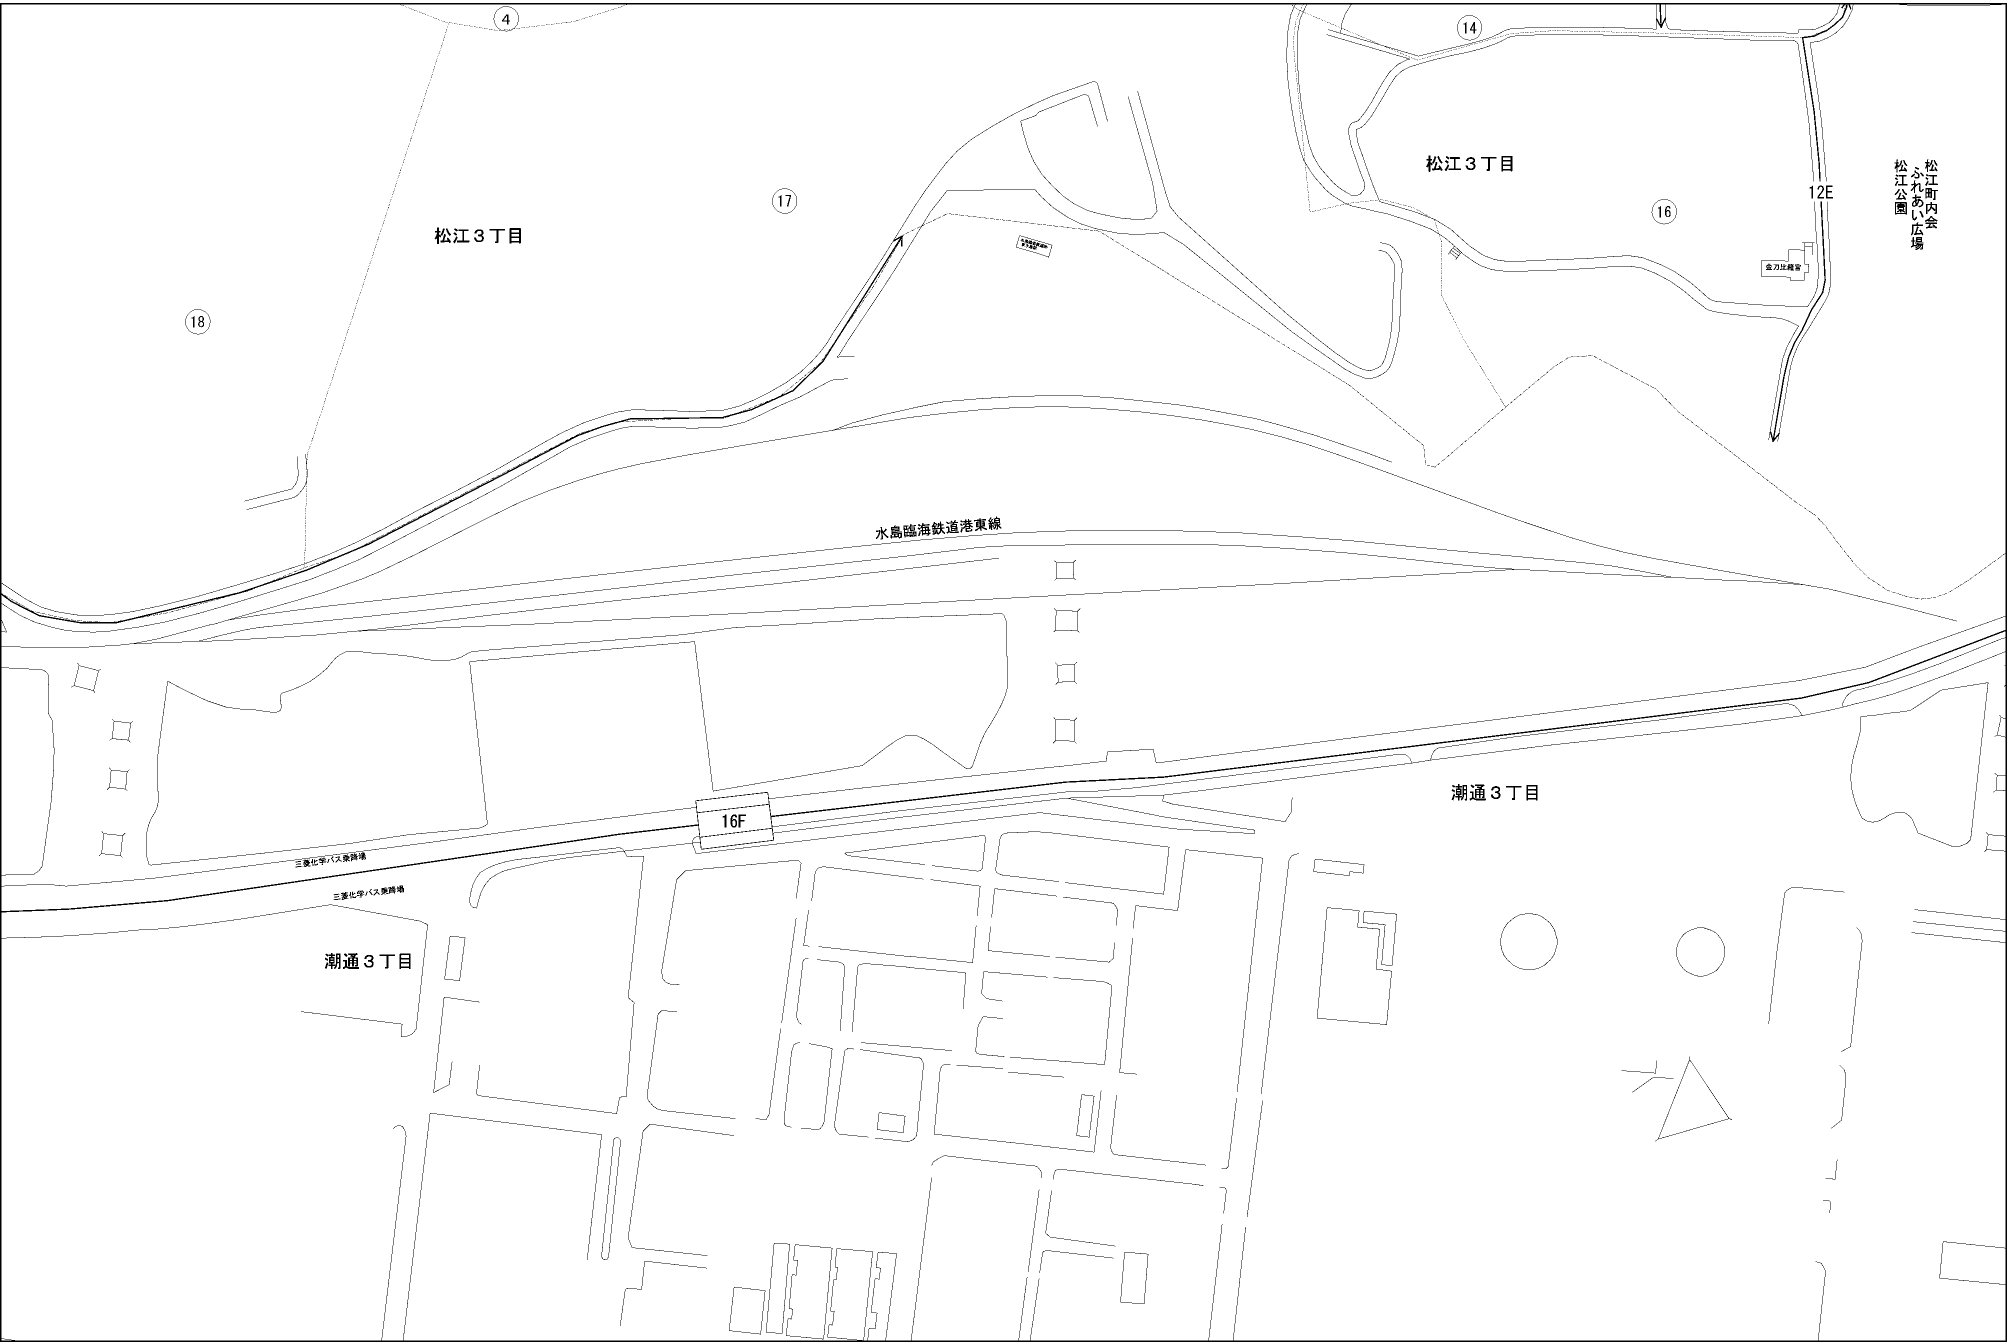 4
14
松江３丁目
12E
松江町内会
ふれあい広場
松江公園
17
16
松江３丁目
金刀比羅宮
18
水島臨海鉄道港東線
潮通３丁目
16F
三菱化学バス乗降場
三菱化学バス乗降場
潮通３丁目